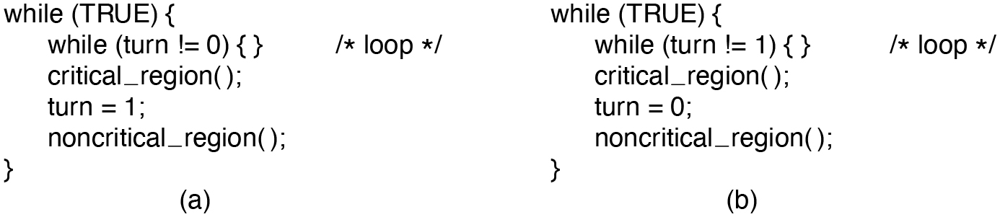 while (TRUE) {
while (turn != 0) { } /* loop */
critical_region( );
turn = 1;
noncritical_region( );
}
(a)
while (TRUE) {
while (turn != 1) { } /* loop */
critical_region( );
turn = 0;
noncritical_region( );
}
(b)